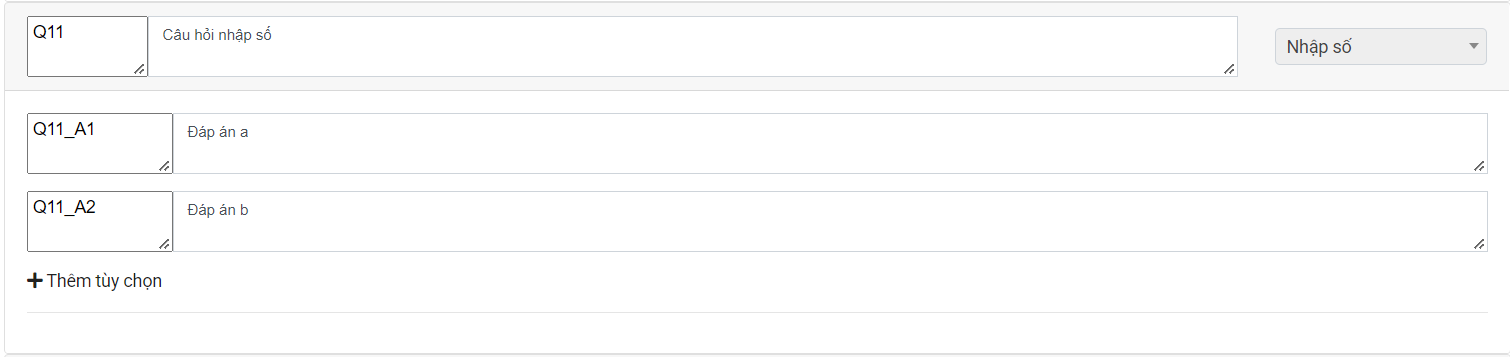 Q11
Câu hỏi nhập số
Nhập số
Q11_A1
Đáp án a
Q11_A2
Đáp án b
Thêm tùy chọn